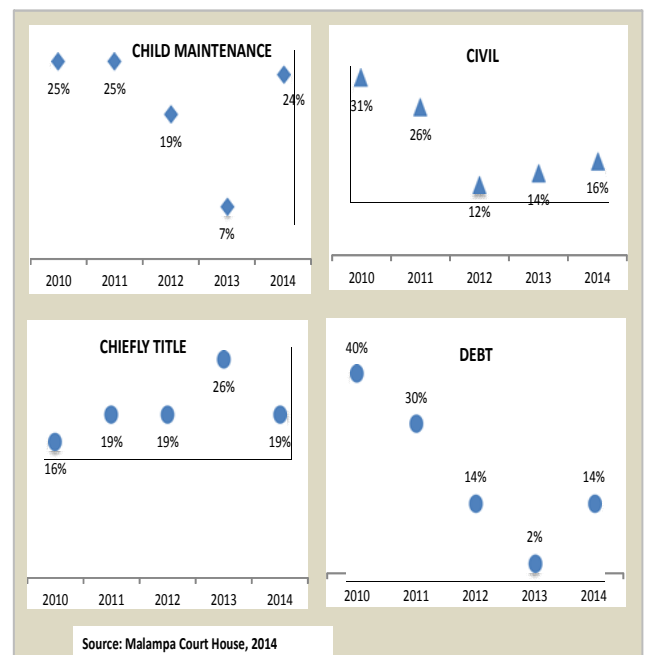 CHILD MAINTENANCE
25%
25%
19%
7%
24%
2010 2011 2012 2013 2014
CIVIL
31%
26%
12%
14%
16%
2010 2011 2012 2013 2014
CHIEFLY TITLE
16%
19%
19%
26%
19%
2010 2011 2012 2013 2014
DEBT
40%
30%
14%
2%
14%
2010 2011 2012 2013 2014
Source: Malampa Court House, 2014